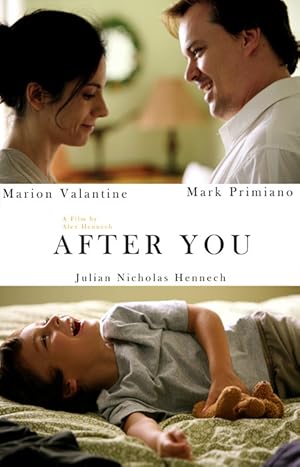 Marion Valantine
Mark Primiano
A Film by
Alex Hennech
AFTER YOU
Julian Nicholas Hennech